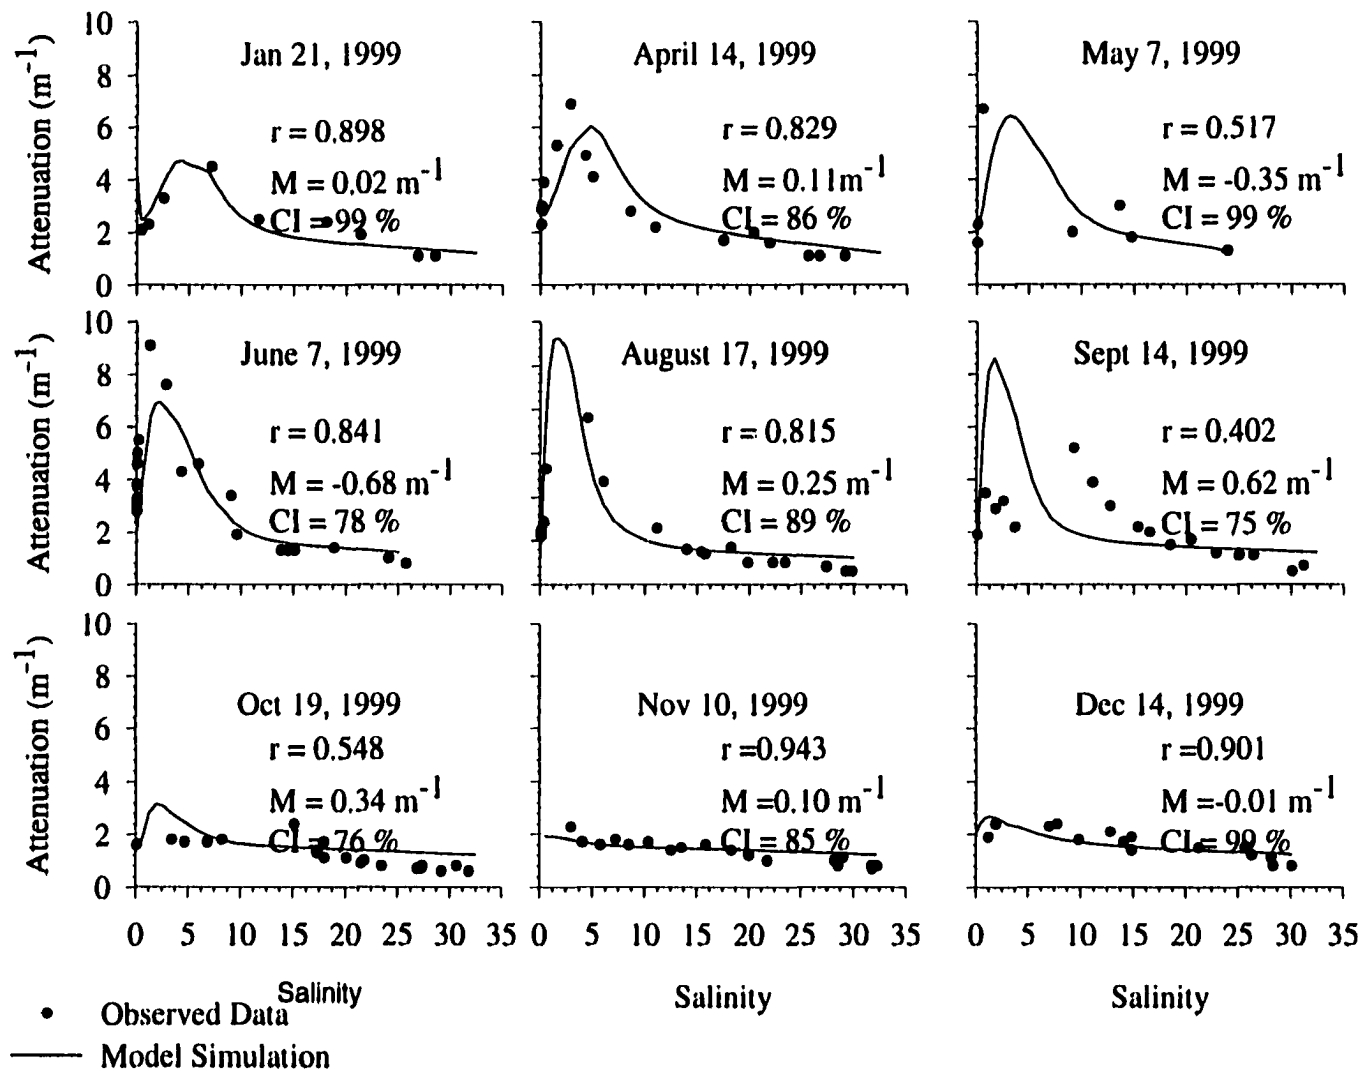 Attenuation (m⁻¹)
10
8
6
4
2
0
Jan 21, 1999
r = 0.898
M = 0.02 m⁻¹
CI = 99 %
April 14, 1999
r = 0.829
M = 0.11m⁻¹
CI = 86 %
May 7, 1999
r = 0.517
M = -0.35 m⁻¹
CI = 99 %
Attenuation (m⁻¹)
10
8
6
4
2
0
June 7, 1999
r = 0.841
M = -0.68 m⁻¹
CI = 78 %
August 17, 1999
r = 0.815
M = 0.25 m⁻¹
CI = 89 %
Sept 14, 1999
r = 0.402
M = 0.62 m⁻¹
CI = 75 %
Attenuation (m⁻¹)
10
8
6
4
2
0
Oct 19, 1999
r = 0.548
M = 0.34 m⁻¹
CI = 76 %
Nov 10, 1999
r =0.943
M =0.10 m⁻¹
CI = 85 %
Dec 14, 1999
r =0.901
M =-0.01 m⁻¹
CI = 99 %
0 5 10 15 20 25 30 35
0 5 10 15 20 25 30 35
0 5 10 15 20 25 30 35
Salinity
Salinity
Salinity
Observed Data
Model Simulation